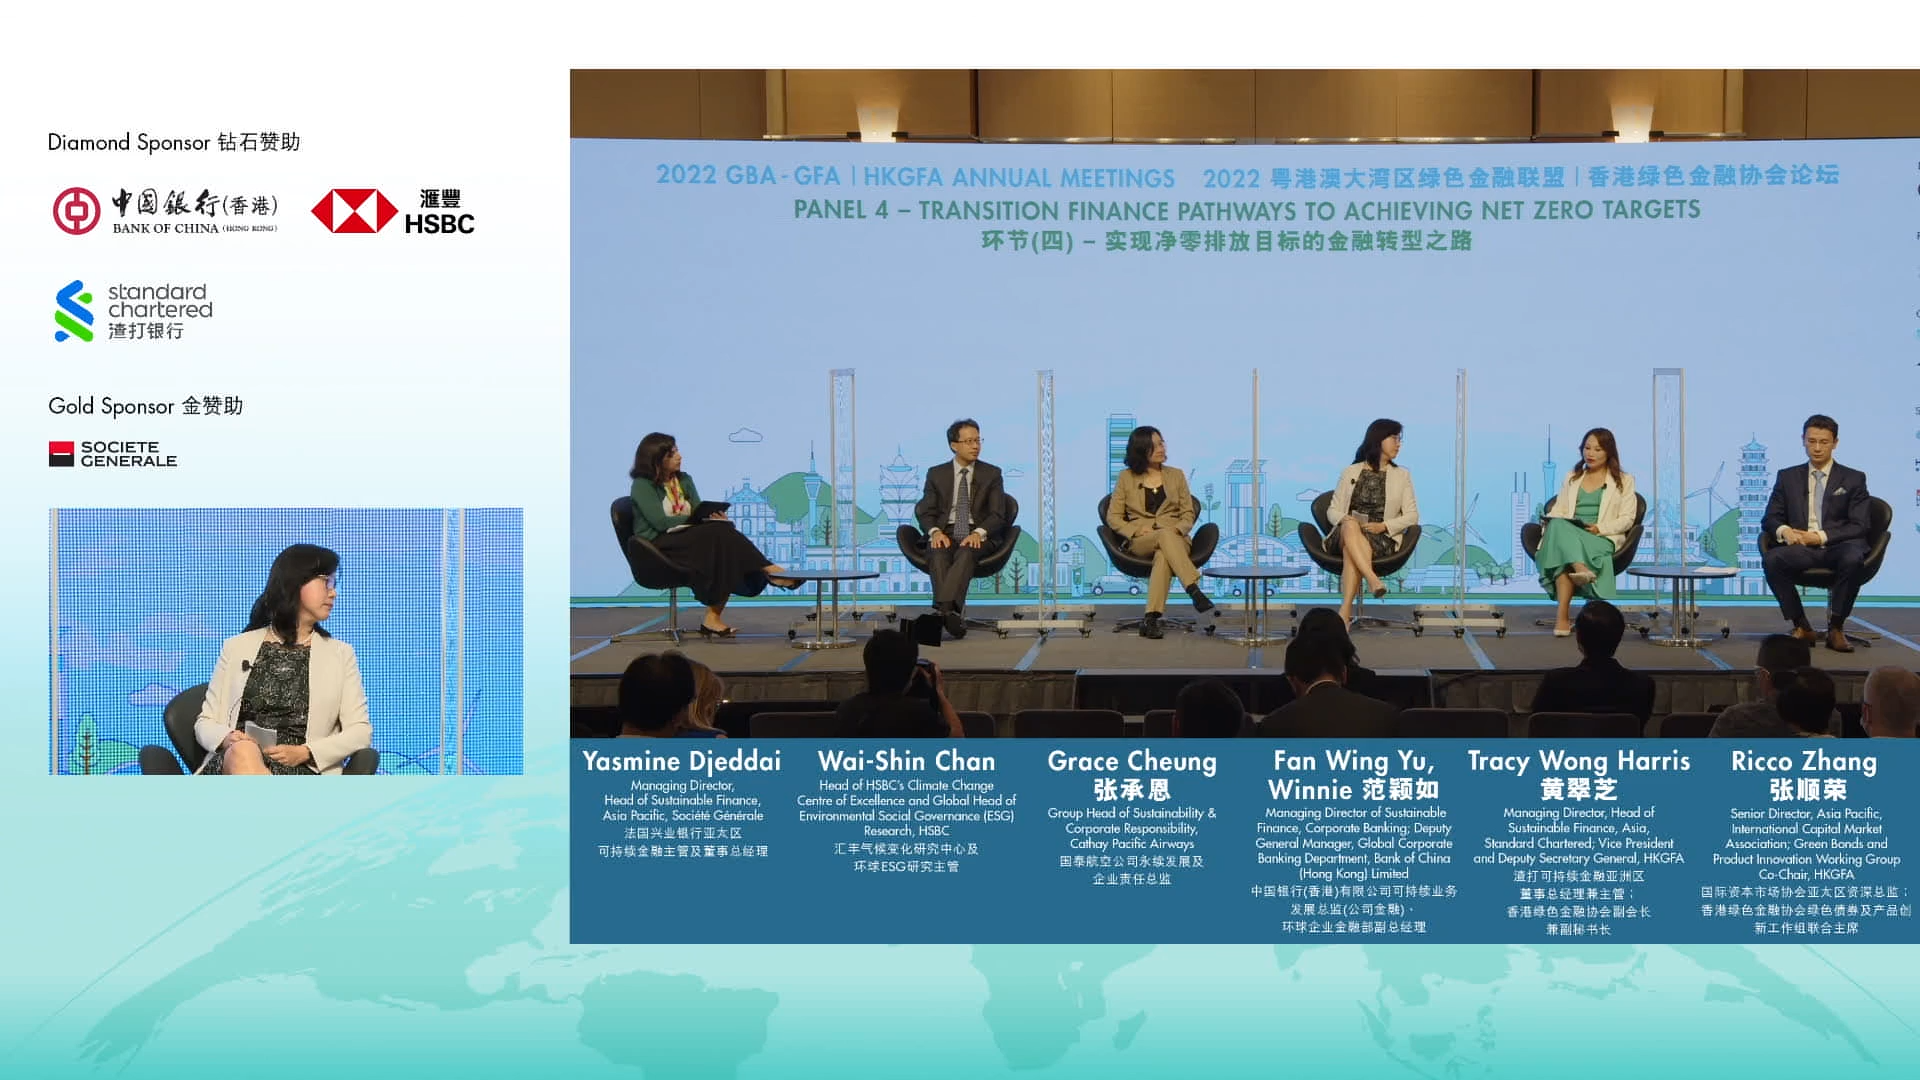 Diamond Sponsor 钻石赞助
中國銀行(香港)
BANK OF CHINA (HONG KONG)
滙豐
HSBC
standard
chartered
渣打银行
Gold Sponsor 金赞助
SOCIETE
GENERALE
2022 GBA-GFA | HKGFA ANNUAL MEETINGS 2022 粤港澳大湾区绿色金融联盟 | 香港绿色金融协会论坛
PANEL 4 – TRANSITION FINANCE PATHWAYS TO ACHIEVING NET ZERO TARGETS
环节(四) – 实现净零排放目标的金融转型之路
Yasmine Djeddai
Managing Director,
Head of Sustainable Finance,
Asia Pacific, Société Générale
法国兴业银行亚太区
可持续金融主管及董事总经理
Wai-Shin Chan
Head of HSBC's Climate Change
Centre of Excellence and Global Head of
Environmental Social Governance (ESG)
Research, HSBC
汇丰气候变化研究中心及
环球ESG研究主管
Grace Cheung
张承恩
Group Head of Sustainability &
Corporate Responsibility,
Cathay Pacific Airways
国泰航空公司永续发展及
企业责任总监
Fan Wing Yu,
Winnie 范颖如
Managing Director of Sustainable
Finance, Corporate Banking; Deputy
General Manager, Global Corporate
Banking Department, Bank of China
(Hong Kong) Limited
中国银行(香港)有限公司可持续业务
发展总监(公司金融)、
环球企业金融部副总经理
Tracy Wong Harris
黄翠芝
Managing Director, Head of
Sustainable Finance, Asia,
Standard Chartered; Vice President
and Deputy Secretary General, HKGFA
渣打可持续金融亚洲区
董事总经理兼主管；
香港绿色金融协会副会长
兼副秘书长
Ricco Zhang
张顺荣
Senior Director, Asia Pacific,
International Capital Market
Association; Green Bonds and
Product Innovation Working Group
Co-Chair, HKGFA
国际资本市场协会亚太区资深总监；
香港绿色金融协会绿色债券及产品创
新工作组联合主席